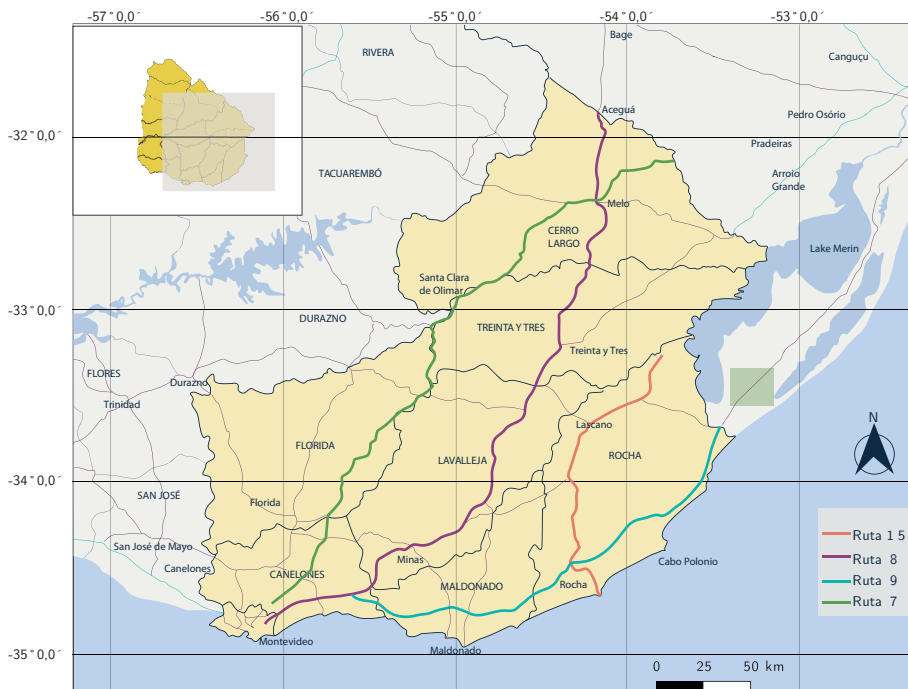 -57°0,0´
-56°0,0´
-55°0,0´
-54°0,0´
-53°0,0´
Bage
RIVERA
Canguçu
Aceguá
Pedro Osório
-32°0,0´
Pradeiras
TACUAREMBÓ
Arroio
Grande
Melo
CERRO
LARGO
Lake Merin
Santa Clara
de Olimar
-33°0,0´
DURAZNO
TREINTA Y TRES
Treinta y Tres
FLORES
Durazno
Trinidad
Lascano
N
FLORIDA
ROCHA
LAVALLEJA
-34°0,0´
SAN JOSÉ
Florida
Ruta 15
San José de Mayo
Minas
Ruta 8
Cabo Polonio
Canelones
CANELONES
Ruta 9
MALDONADO
Rocha
Ruta 7
Montevideo
Maldonado
-35°0,0´
0 25 50 km